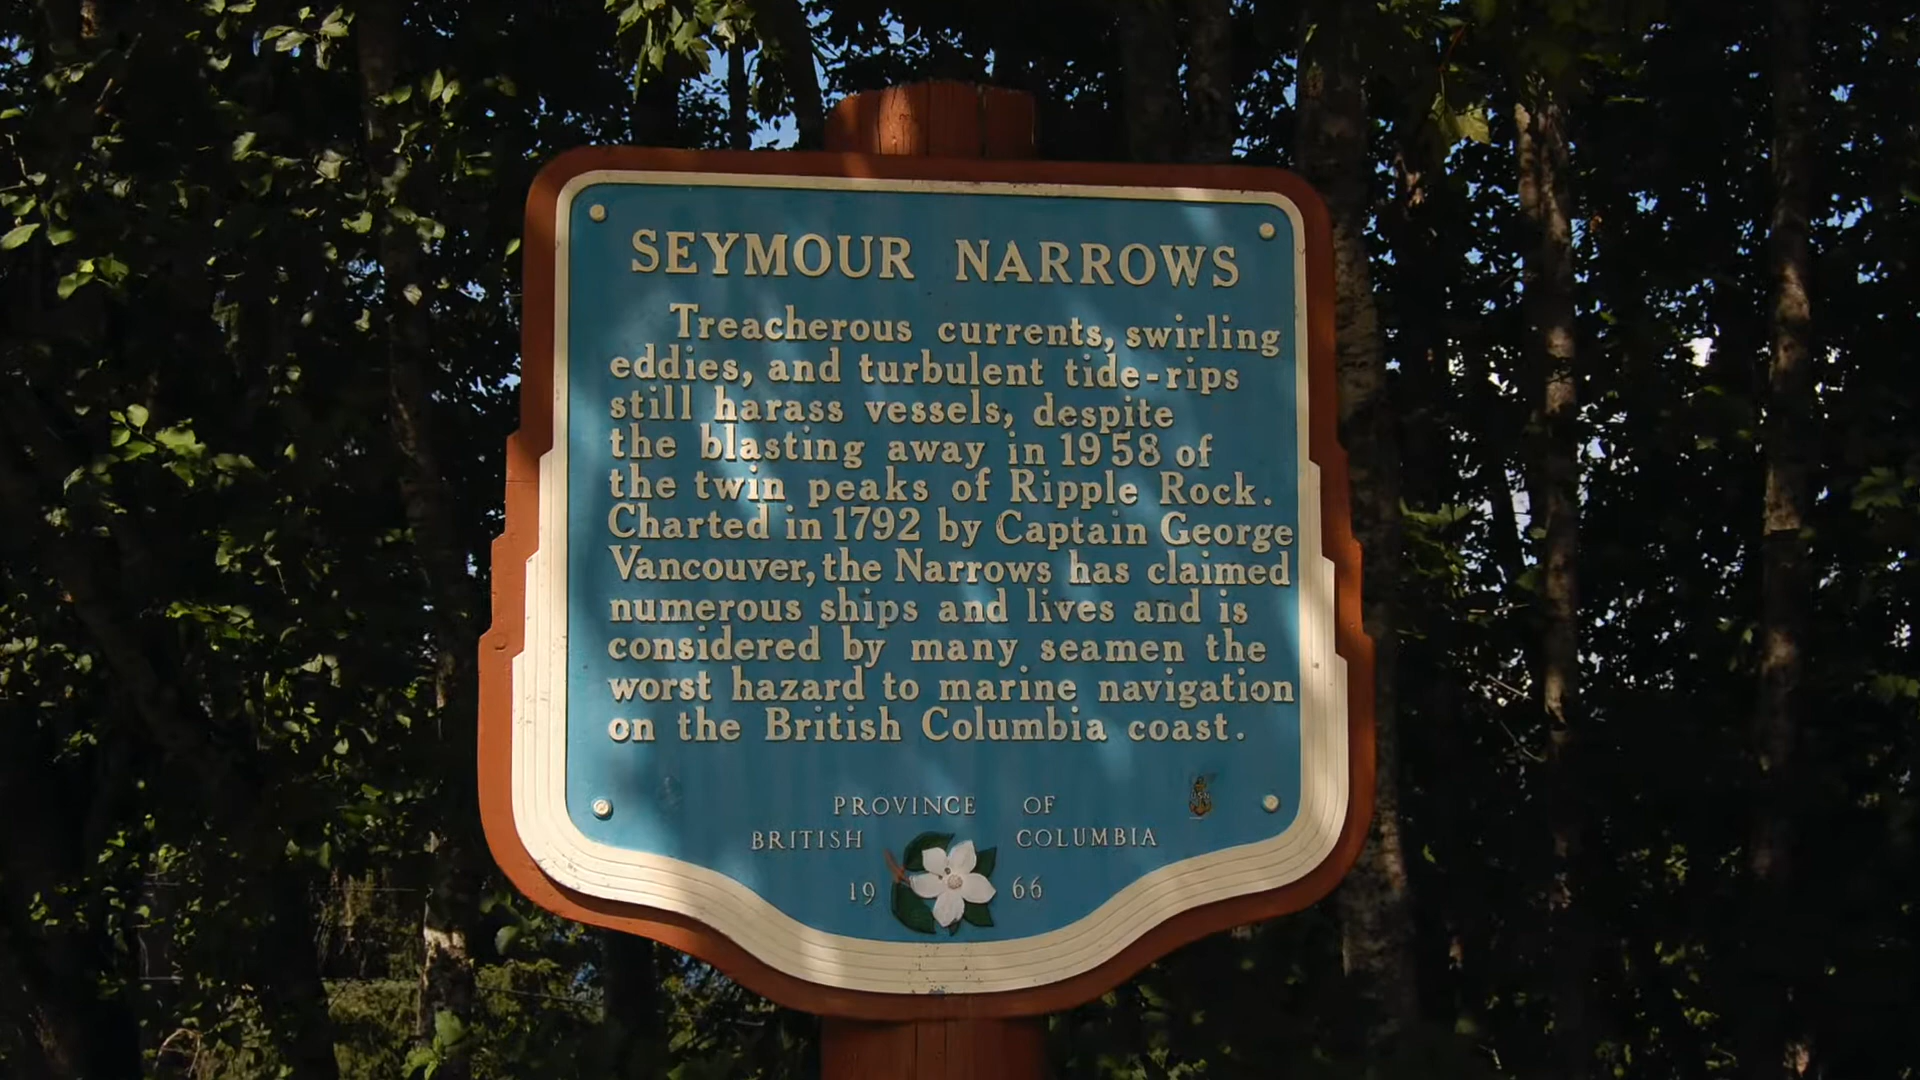 SEYMOUR NARROWS
Treacherous currents, swirling
eddies, and turbulent tide-rips
still harass vessels, despite
the blasting away in 1958 of
the twin peaks of Ripple Rock.
Charted in 1792 by Captain George
Vancouver, the Narrows has claimed
numerous ships and lives and is
considered by many seamen the
worst hazard to marine navigation
on the British Columbia coast.
PROVINCE OF
BRITISH COLUMBIA
19 66